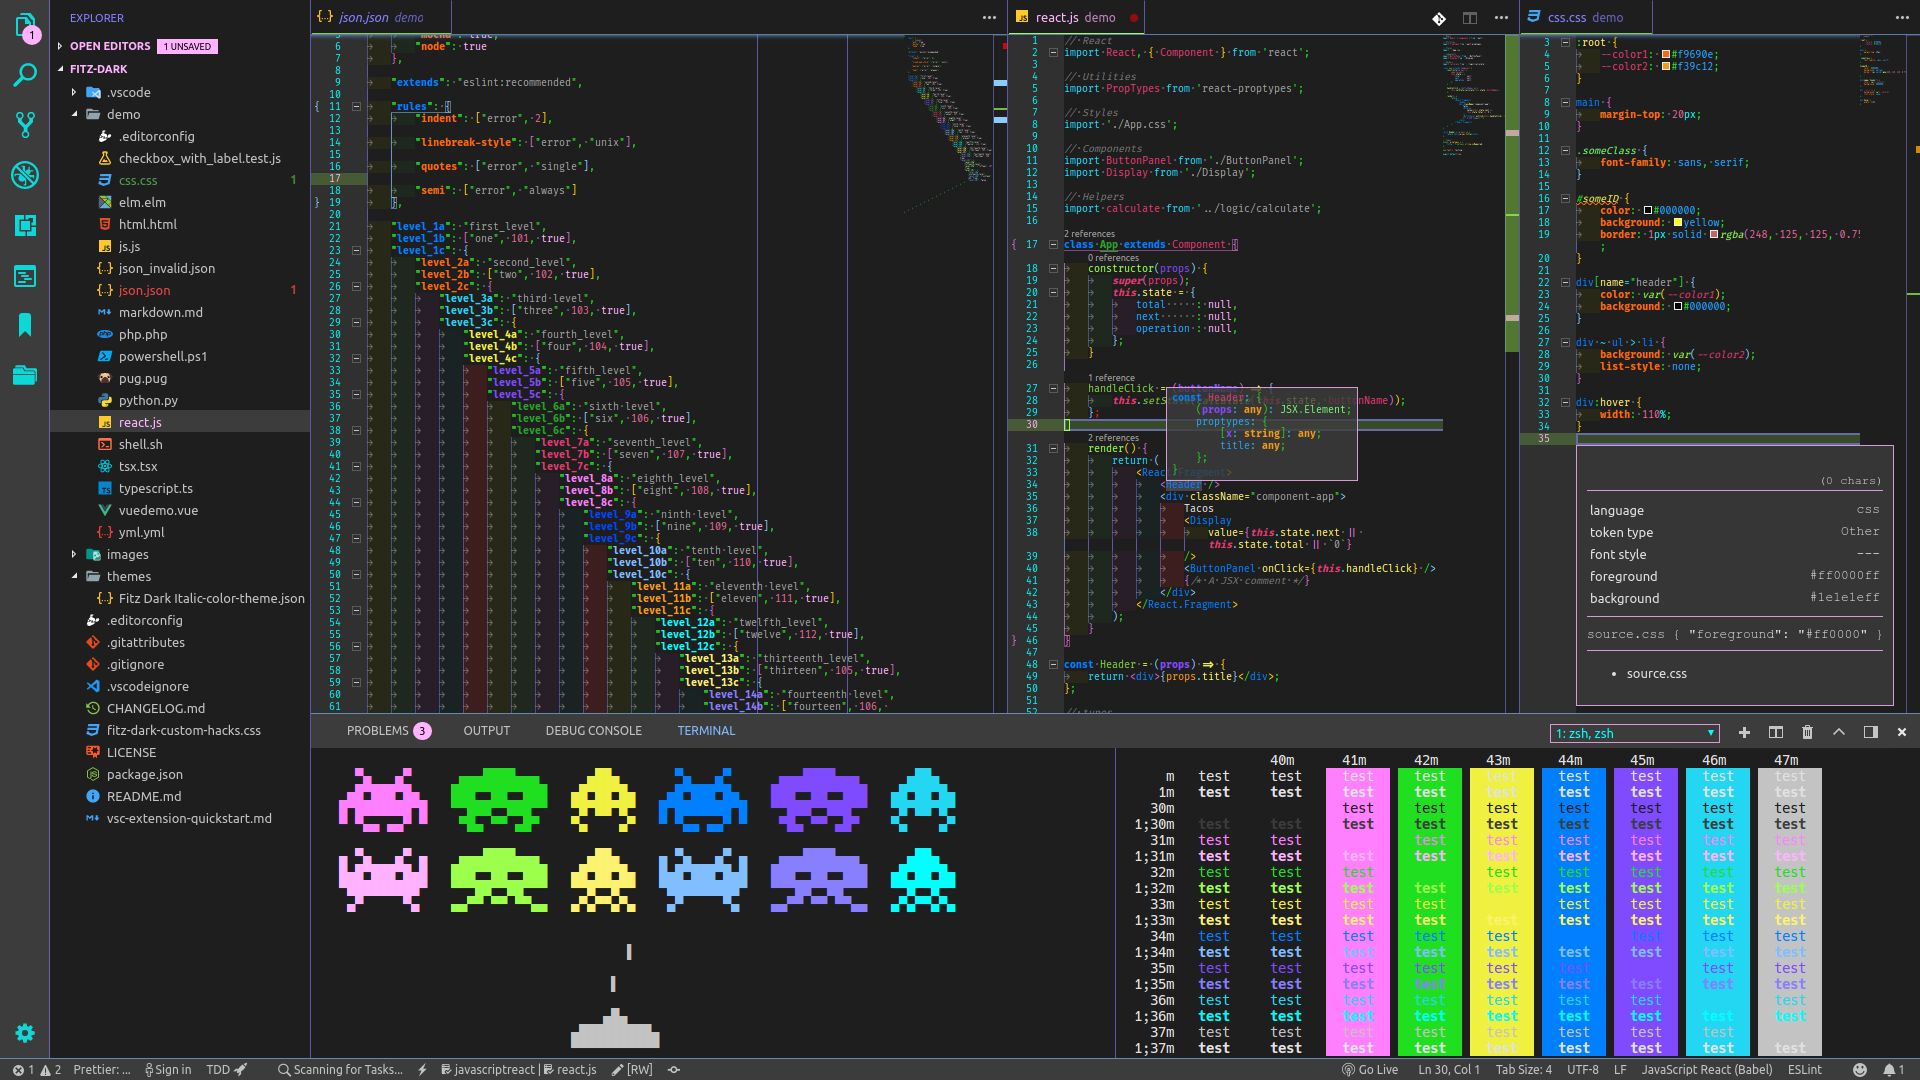 EXPLORER
OPEN EDITORS 1 UNSAVED
FITZ-DARK
.vscode
demo
.editorconfig
checkbox_with_label.test.js
css.css 1
elm.elm
html.html
js.js
json_invalid.json
json.json 1
markdown.md
php.php
powershell.ps1
pug.pug
python.py
react.js
shell.sh
tsx.tsx
typescript.ts
vuedemo.vue
yml.yml
images
themes
Fitz Dark Italic-color-theme.json
.editorconfig
.gitattributes
.gitignore
.vscodeignore
CHANGELOG.md
fitz-dark-custom-hacks.css
LICENSE
package.json
README.md
vsc-extension-quickstart.md
json.json demo
6 "node": true
7 },
8
9 "extends": "eslint:recommended",
10
11 "rules": {
12 "indent": ["error", 2],
13
14 "linebreak-style": ["error", "unix"],
15
16 "quotes": ["error", "single"],
17
18 "semi": ["error", "always"]
19 },
20
21 "level_1a": "first_level",
22 "level_1b": ["one", 101, true],
23 "level_1c": {
24 "level_2a": "second_level",
25 "level_2b": ["two", 102, true],
26 "level_2c": {
27 "level_3a": "third level",
28 "level_3b": ["three", 103, true],
29 "level_3c": {
30 "level_4a": "fourth_level",
31 "level_4b": ["four", 104, true],
32 "level_4c": {
33 "level_5a": "fifth_level",
34 "level_5b": ["five", 105, true],
35 "level_5c": {
36 "level_6a": "sixth level",
37 "level_6b": ["six", 106, true],
38 "level_6c": {
39 "level_7a": "seventh_level",
40 "level_7b": ["seven", 107, true],
41 "level_7c": {
42 "level_8a": "eighth_level",
43 "level_8b": ["eight", 108, true],
44 "level_8c": {
45 "level_9a": "ninth level",
46 "level_9b": ["nine", 109, true],
47 "level_9c": {
48 "level_10a": "tenth level",
49 "level_10b": ["ten", 110, true],
50 "level_10c": {
51 "level_11a": "eleventh level",
52 "level_11b": ["eleven", 111, true],
53 "level_11c": {
54 "level_12a": "twelfth_level",
55 "level_12b": ["twelve", 112, true],
56 "level_12c": {
57 "level_13a": "thirteenth_level",
58 "level_13b": ["thirteen", 105, true],
59 "level_13c": {
60 "level_14a": "fourteenth level",
61 "level_14b": ["fourteen", 106,
react.js demo
1 // React
2 import React, { Component } from 'react';
3
4 // Utilities
5 import PropTypes from 'react-proptypes';
6
7 // Styles
8 import './App.css';
9
10 // Components
11 import ButtonPanel from './ButtonPanel';
12 import Display from './Display';
13
14 // Helpers
15 import calculate from '../logic/calculate';
16
2 references
17 class App extends Component {
0 references
18 constructor(props) {
19 super(props);
20 this.state = {
21 total : null,
22 next : null,
23 operation : null,
24 };
25 }
26
1 reference
27 handleClick = (buttonName) => {
28 this.setS buttonName));
29 };
30
const Header: {
(props: any): JSX.Element;
proptypes: {
[x: string]: any;
title: any;
};
}
2 references
31 render() {
32 return (
33 <React.Fragment>
34 <Header />
35 <div className="component-app">
36 Tacos
37 <Display
38 value={this.state.next ||
this.state.total || `0`}
39 />
40 <ButtonPanel onClick={this.handleClick} />
41 {/* A JSX comment */}
42 </div>
43 </React.Fragment>
44 );
45 }
46 }
47
48 const Header = (props) => {
49 return <div>{props.title}</div>;
50 };
51
52
css.css demo
3 :root {
4 --color1: #f9690e;
5 --color2: #f39c12;
6 }
7
8 main {
9 margin-top: 20px;
10 }
11
12 .someClass {
13 font-family: sans, serif;
14 }
15
16 #someID {
17 color: #000000;
18 background: yellow;
19 border: 1px solid rgba(248, 125, 125, 0.75
;
20 }
21
22 div[name="header"] {
23 color: var(--color1);
24 background: #000000;
25 }
26
27 div ~ ul > li {
28 background: var(--color2);
29 list-style: none;
30 }
31
32 div:hover {
33 width: 110%;
34 }
35
(0 chars)
language css
token type Other
font style ---
foreground #ff0000ff
background #1e1e1eff
source.css { "foreground": "#ff0000" }
• source.css
PROBLEMS 3 OUTPUT DEBUG CONSOLE TERMINAL
1: zsh, zsh
40m 41m 42m 43m 44m 45m 46m 47m
m test test test test test test test test test
1m test test test test test test test test test
30m test test test test test test test
1;30m test test test test test test test test test
31m test test test test test test test test
1;31m test test test test test test test test test
32m test test test test test test test test
1;32m test test test test test test test test test
33m test test test test test test test test
1;33m test test test test test test test test test
34m test test test test test test test test
1;34m test test test test test test test test test
35m test test test test test test test test
1;35m test test test test test test test test test
36m test test test test test test test test
1;36m test test test test test test test test test
37m test test test test test test test test
1;37m test test test test test test test test test
1 2 Prettier: ... Sign in TDD Scanning for Tasks... javascriptreact | react.js [RW] Go Live Ln 30, Col 1 Tab Size: 4 UTF-8 LF JavaScript React (Babel) ESLint 1